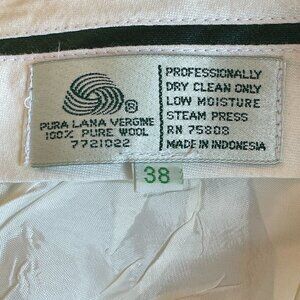 ®
PURA LANA VERGINE
100% PURE WOOL
7721022
PROFESSIONALLY
DRY CLEAN ONLY
LOW MOISTURE
STEAM PRESS
RN 75808
MADE IN INDONESIA
38